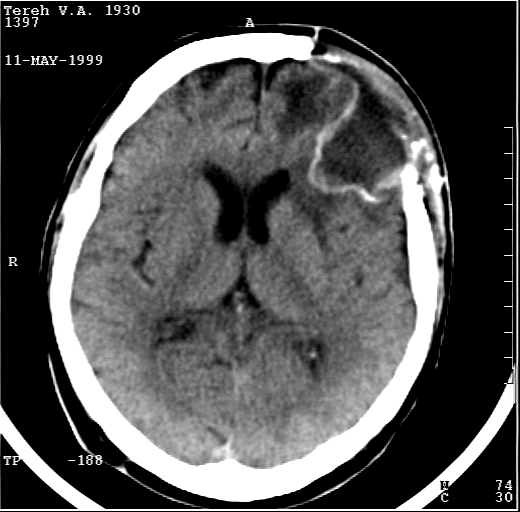 Tereh V.A. 1930
1397
A
11-MAY-1999
R
TP -188
W 74
C 30